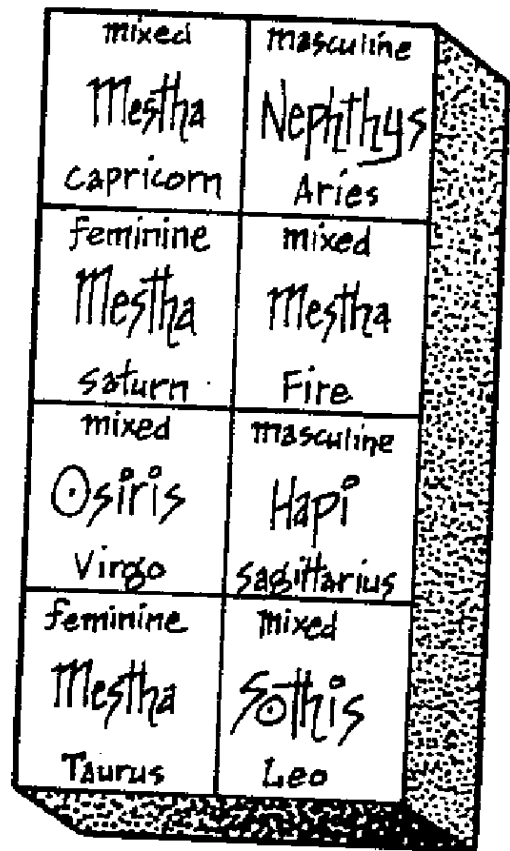 mixed
Mestha
Capricorn
masculine
Nephthys
Aries
feminine
Mestha
Saturn
mixed
Mestha
Fire
mixed
Osiris
Virgo
masculine
Hapi
Sagittarius
feminine
Mestha
Taurus
mixed
Sothis
Leo